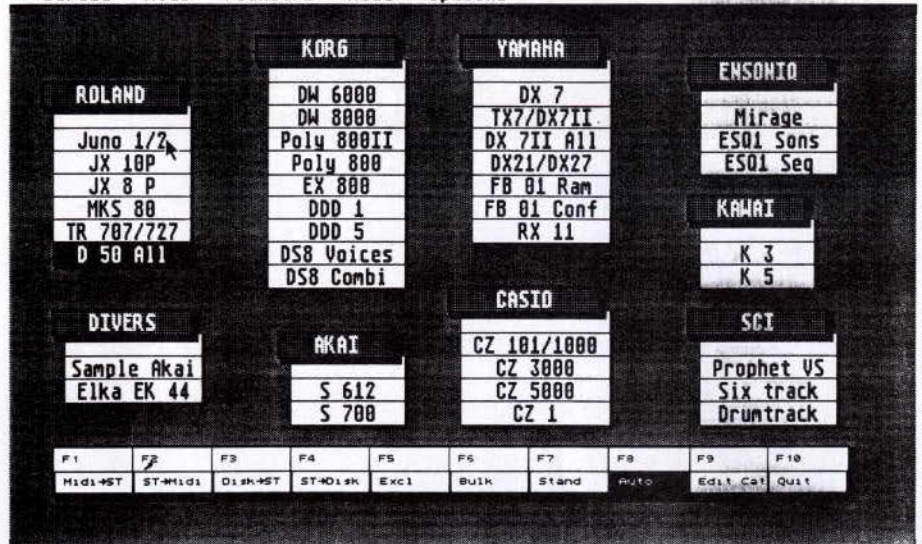 ROLAND
Juno 1/2
JX 10P
JX 8 P
MKS 80
TR 707/727
D 50 All
KORG
DW 6000
DW 8000
Poly 800II
Poly 800
EX 800
DDD 1
DDD 5
DS8 Voices
DS8 Combi
YAMAHA
DX 7
TX7/DX7II
DX 7II All
DX21/DX27
FB 01 Ram
FB 01 Conf
RX 11
ENSONIQ
Mirage
ESQ1 Sons
ESQ1 Seq
KAWAI
K 3
K 5
DIVERS
Sample Akai
Elka EK 44
AKAI
S 612
S 700
CASIO
CZ 101/1000
CZ 3000
CZ 5000
CZ 1
SCI
Prophet VS
Six track
Drumtrack
F1 F2 F3 F4 F5 F6 F7 F8 F9 F10
Midi→ST ST→Midi Disk→ST ST→Disk Excl Bulk Stand Auto Edit Cat Quit